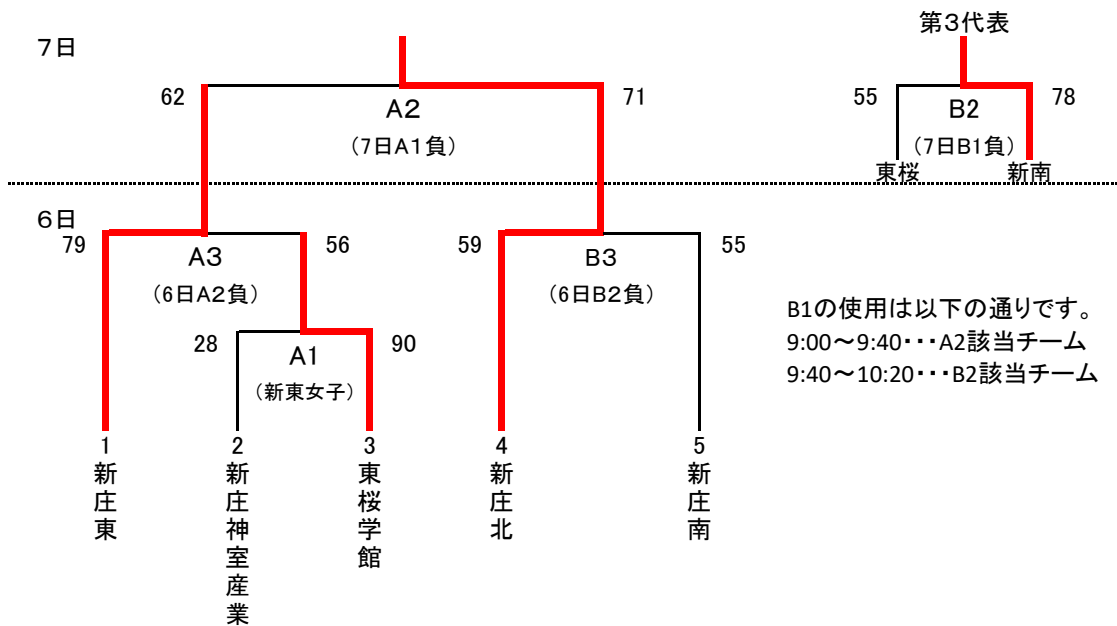 第3代表
7日
62
71
55
78
A2
B2
(7日A1負)
(7日B1負)
東桜
新南
6日
79
56
59
55
A3
B3
(6日A2負)
(6日B2負)
B1の使用は以下の通りです。
9:00～9:40･･･A2該当チーム
9:40～10:20･･･B2該当チーム
28
90
A1
(新東女子)
1
2
3
4
5
新庄東
新庄神室産業
東桜学館
新庄北
新庄南